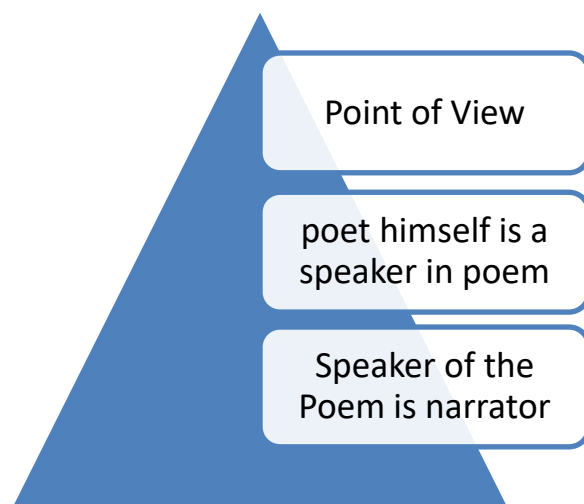 Point of View
poet himself is a
speaker in poem
Speaker of the
Poem is narrator